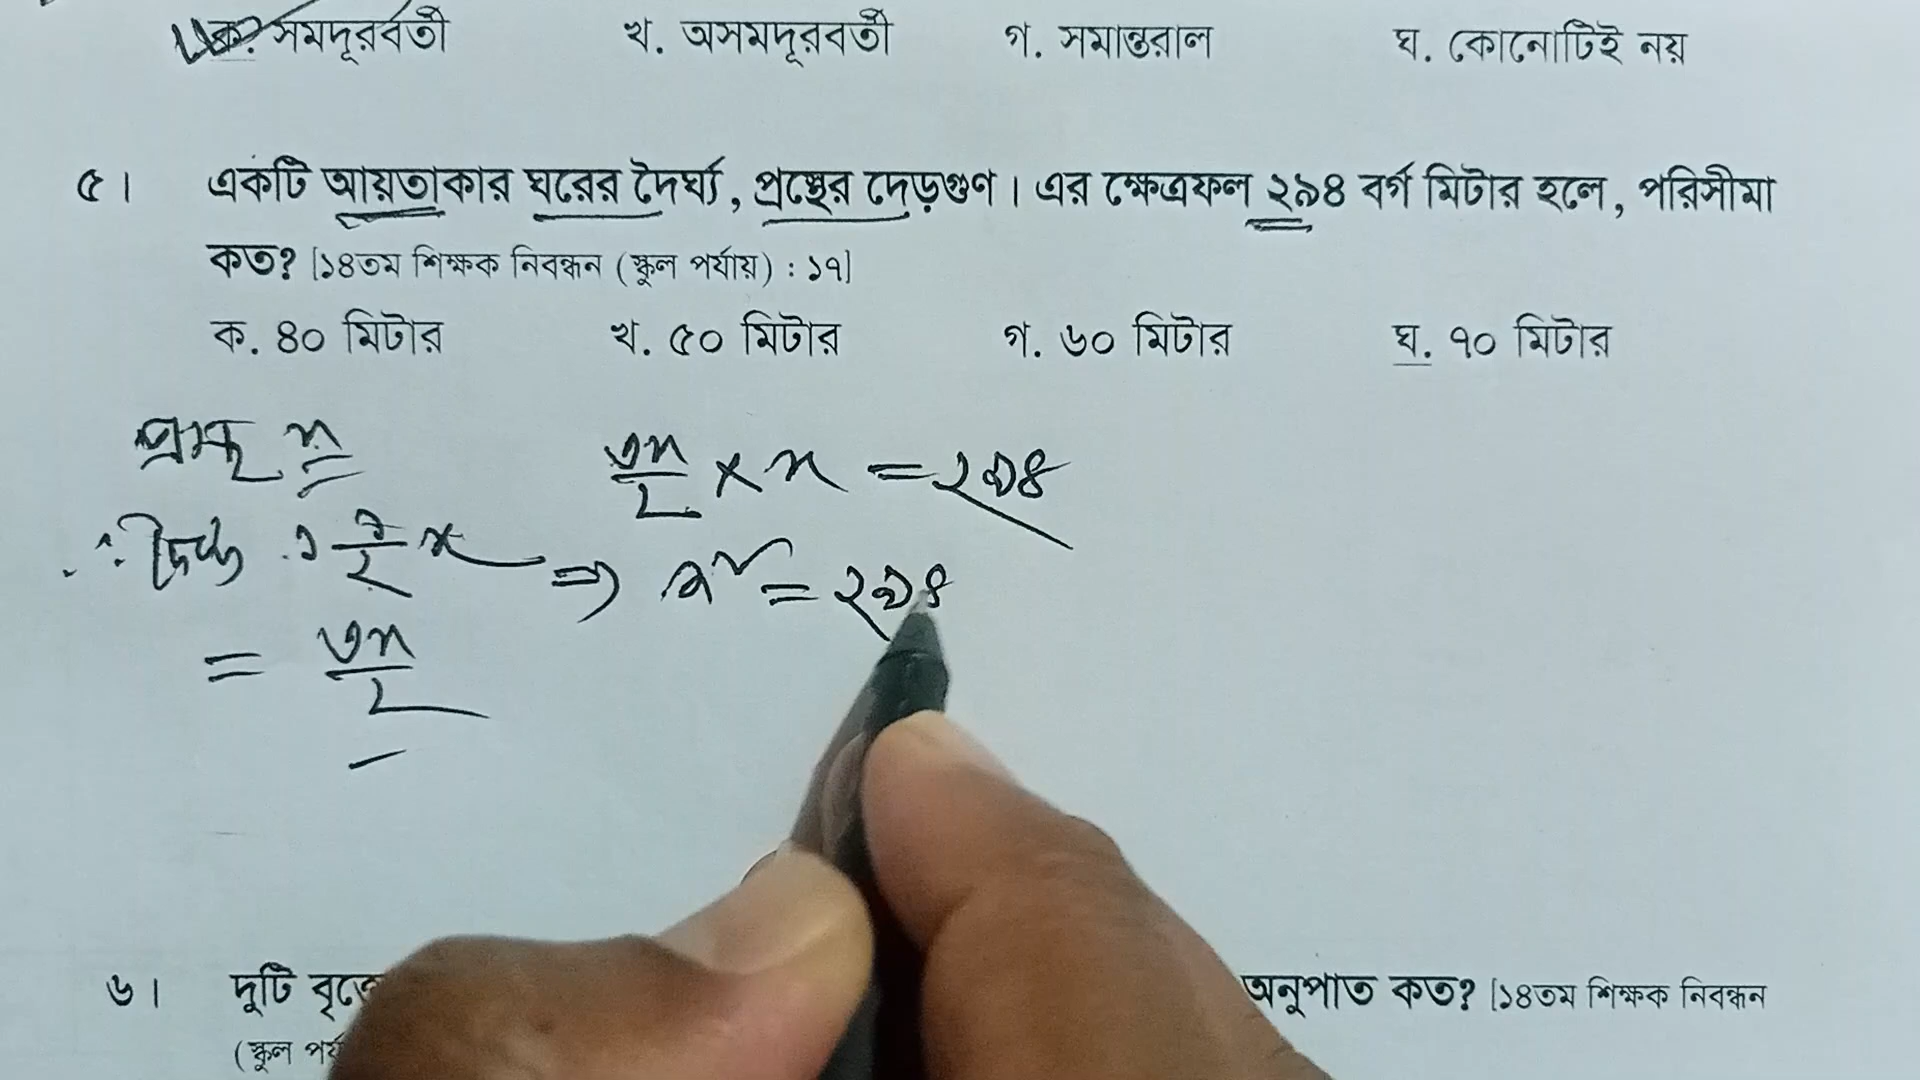 ক. সমদূরবর্তী খ. অসমদূরবর্তী গ. সমান্তরাল ঘ. কোনোটিই নয়
৫। একটি আয়তাকার ঘরের দৈর্ঘ্য, প্রস্থের দেড়গুণ। এর ক্ষেত্রফল ২৯৪ বর্গ মিটার হলে, পরিসীমা
কত? [১৪তম শিক্ষক নিবন্ধন (স্কুল পর্যায়) : ১৭]
ক. ৪০ মিটার খ. ৫০ মিটার গ. ৬০ মিটার ঘ. ৭০ মিটার
প্রস্থ x
৩x/২ × x = ২৯৪
∴ দৈর্ঘ্য ১ ১/২ x
⇒ x² = ২৯৪
= ৩x/২
৬। দুটি বৃত্তে অনুপাত কত? [১৪তম শিক্ষক নিবন্ধন
(স্কুল পর্যা